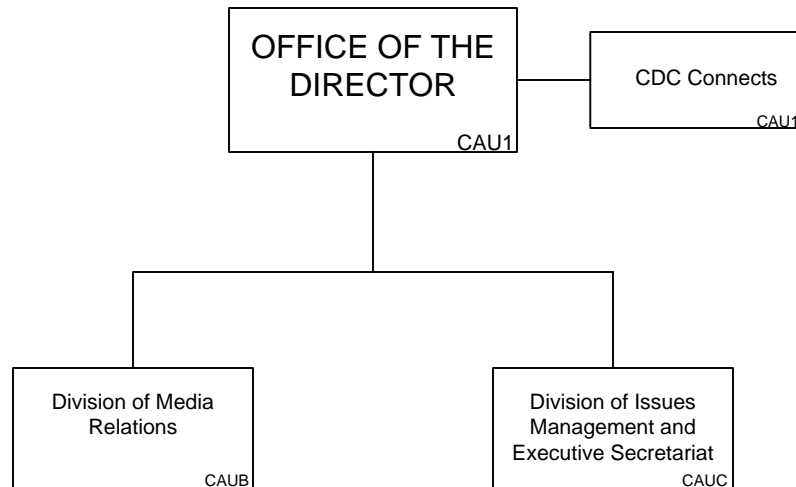 OFFICE OF THE
DIRECTOR
CAU1
CDC Connects
CAU1
Division of Media
Relations
CAUB
Division of Issues
Management and
Executive Secretariat
CAUC